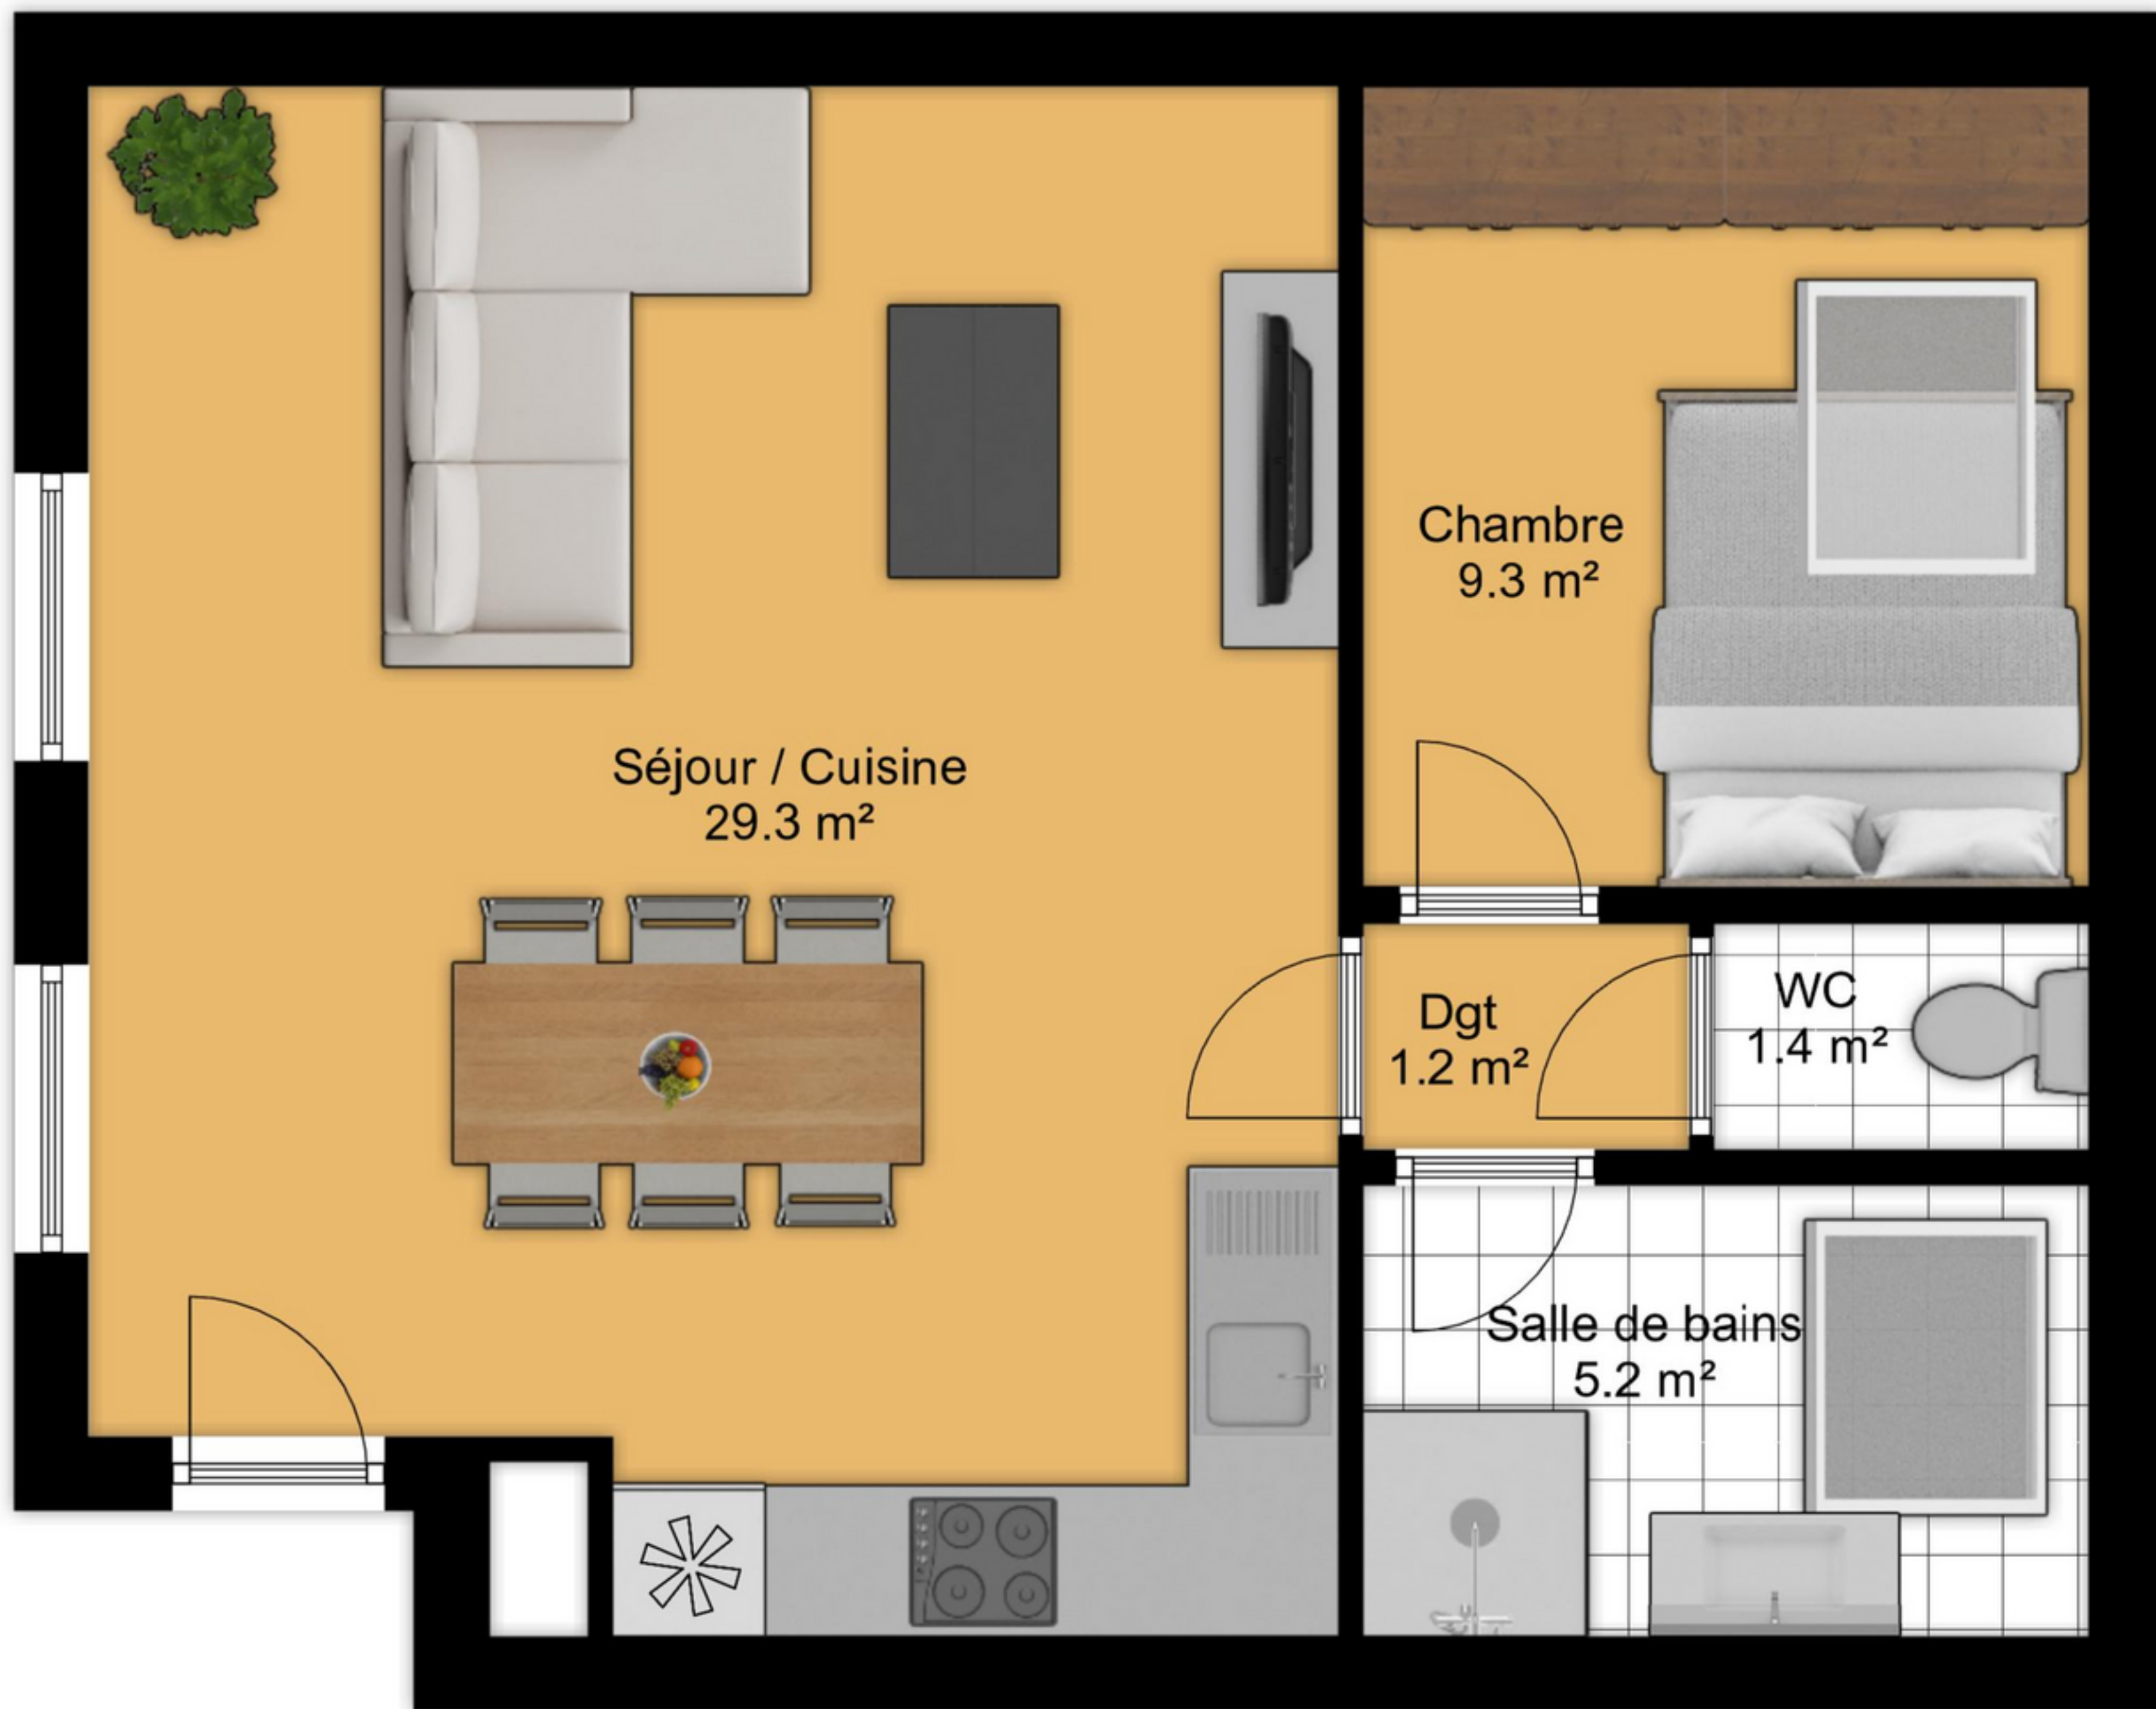 Chambre
9.3 m²
Séjour / Cuisine
29.3 m²
Dgt
1.2 m²
WC
1.4 m²
Salle de bains
5.2 m²